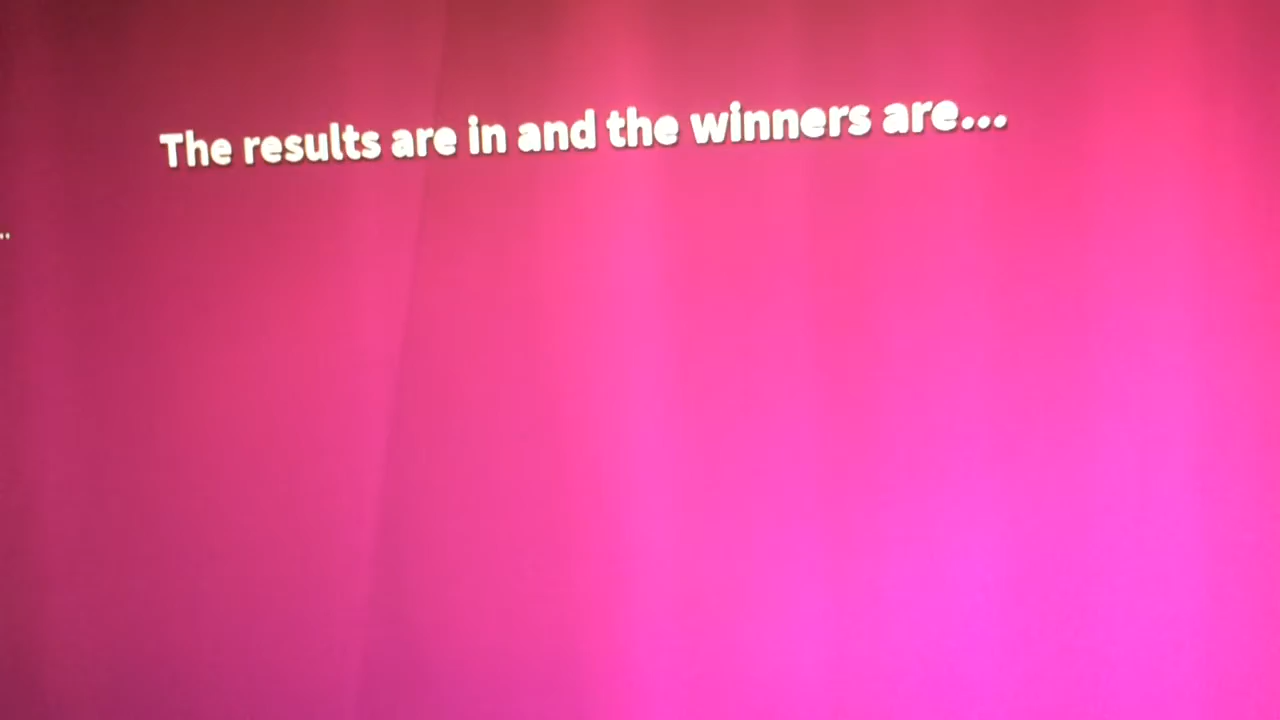 The results are in and the winners are...
..